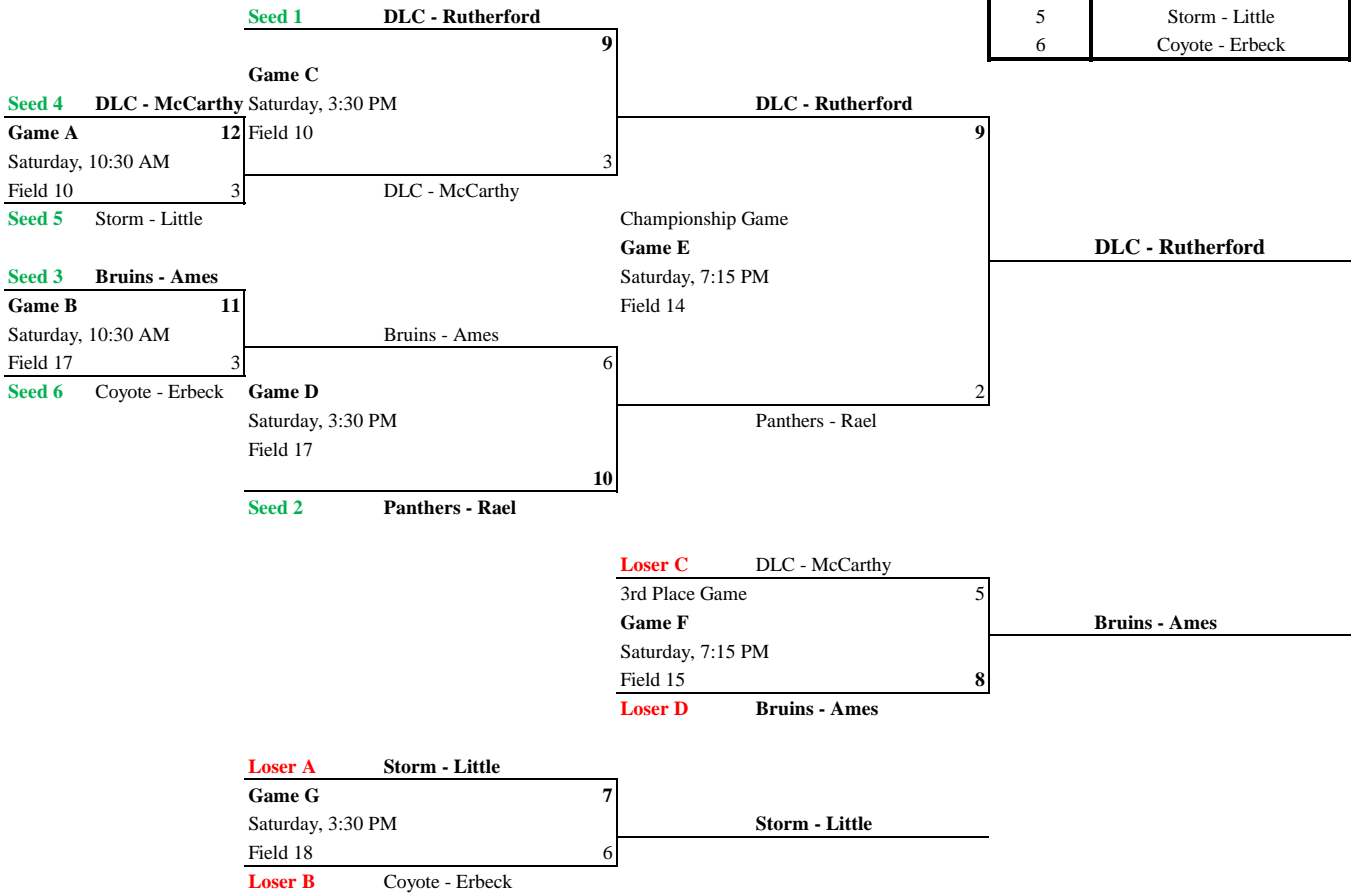 Seed 1 DLC - Rutherford
5 Storm - Little
9
6 Coyote - Erbeck
Game C
Seed 4 DLC - McCarthy Saturday, 3:30 PM DLC - Rutherford
Game A 12 Field 10 9
Saturday, 10:30 AM 3
Field 10 3 DLC - McCarthy
Seed 5 Storm - Little Championship Game
Game E DLC - Rutherford
Seed 3 Bruins - Ames Saturday, 7:15 PM
Game B 11 Field 14
Saturday, 10:30 AM Bruins - Ames
Field 17 3 6
Seed 6 Coyote - Erbeck Game D 2
Saturday, 3:30 PM Panthers - Rael
Field 17
10
Seed 2 Panthers - Rael
Loser C DLC - McCarthy
3rd Place Game 5
Game F Bruins - Ames
Saturday, 7:15 PM
Field 15 8
Loser D Bruins - Ames
Loser A Storm - Little
Game G 7
Saturday, 3:30 PM Storm - Little
Field 18 6
Loser B Coyote - Erbeck